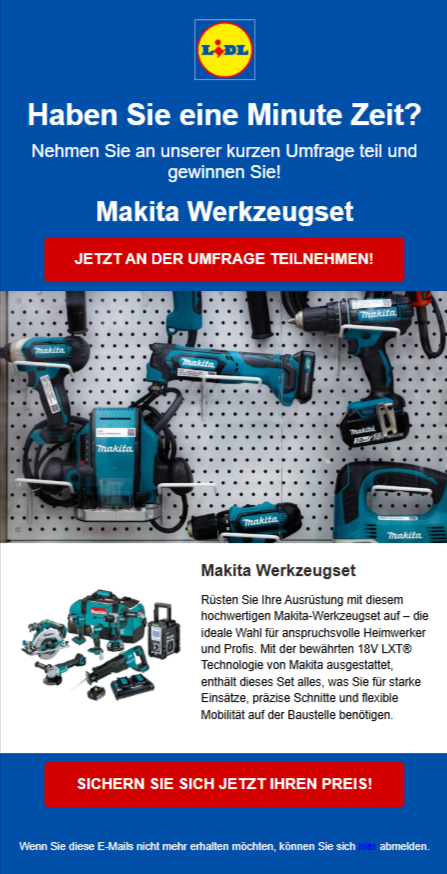 LIDL
Haben Sie eine Minute Zeit?
Nehmen Sie an unserer kurzen Umfrage teil und
gewinnen Sie!
Makita Werkzeugset
JETZT AN DER UMFRAGE TEILNEHMEN!
makita
makita
makita
makita
makita
makita
makita
Makita Werkzeugset
Rüsten Sie Ihre Ausrüstung mit diesem
hochwertigen Makita-Werkzeugset auf – die
ideale Wahl für anspruchsvolle Heimwerker
und Profis. Mit der bewährten 18V LXT®
Technologie von Makita ausgestattet,
enthält dieses Set alles, was Sie für starke
Einsätze, präzise Schnitte und flexible
Mobilität auf der Baustelle benötigen.
SICHERN SIE SICH JETZT IHREN PREIS!
Wenn Sie diese E-Mails nicht mehr erhalten möchten, können Sie sich hier abmelden.